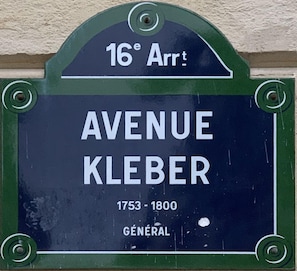 16e Arrt
AVENUE
KLEBER
1753 - 1800
GÉNÉRAL